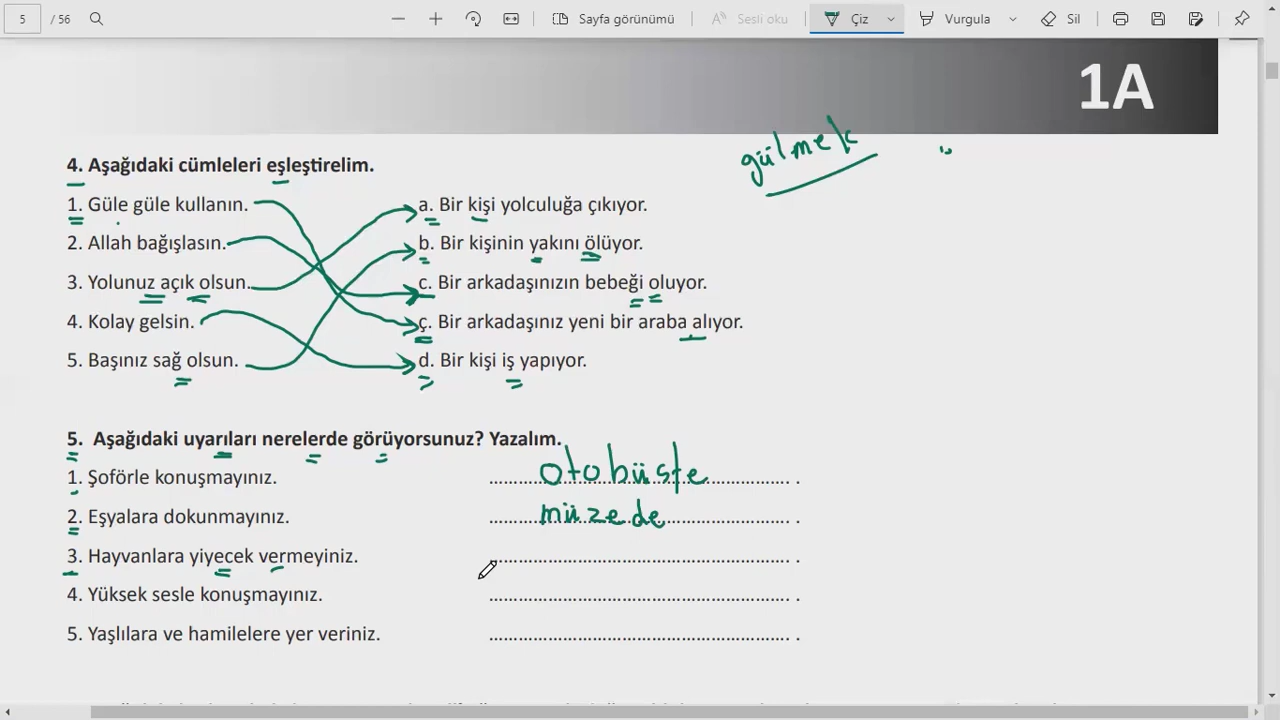 5 / 56 Sayfa görünümü Sesli oku Çiz Vurgula Sil
1A
gülmek
4. Aşağıdaki cümleleri eşleştirelim.
1. Güle güle kullanın. a. Bir kişi yolculuğa çıkıyor.
2. Allah bağışlasın. b. Bir kişinin yakını ölüyor.
3. Yolunuz açık olsun. c. Bir arkadaşınızın bebeği oluyor.
4. Kolay gelsin. ç. Bir arkadaşınız yeni bir araba alıyor.
5. Başınız sağ olsun. d. Bir kişi iş yapıyor.
5. Aşağıdaki uyarıları nerelerde görüyorsunuz? Yazalım.
1. Şoförle konuşmayınız. otobüste
2. Eşyalara dokunmayınız. müzede
3. Hayvanlara yiyecek vermeyiniz. .
4. Yüksek sesle konuşmayınız. .
5. Yaşlılara ve hamilelere yer veriniz. .